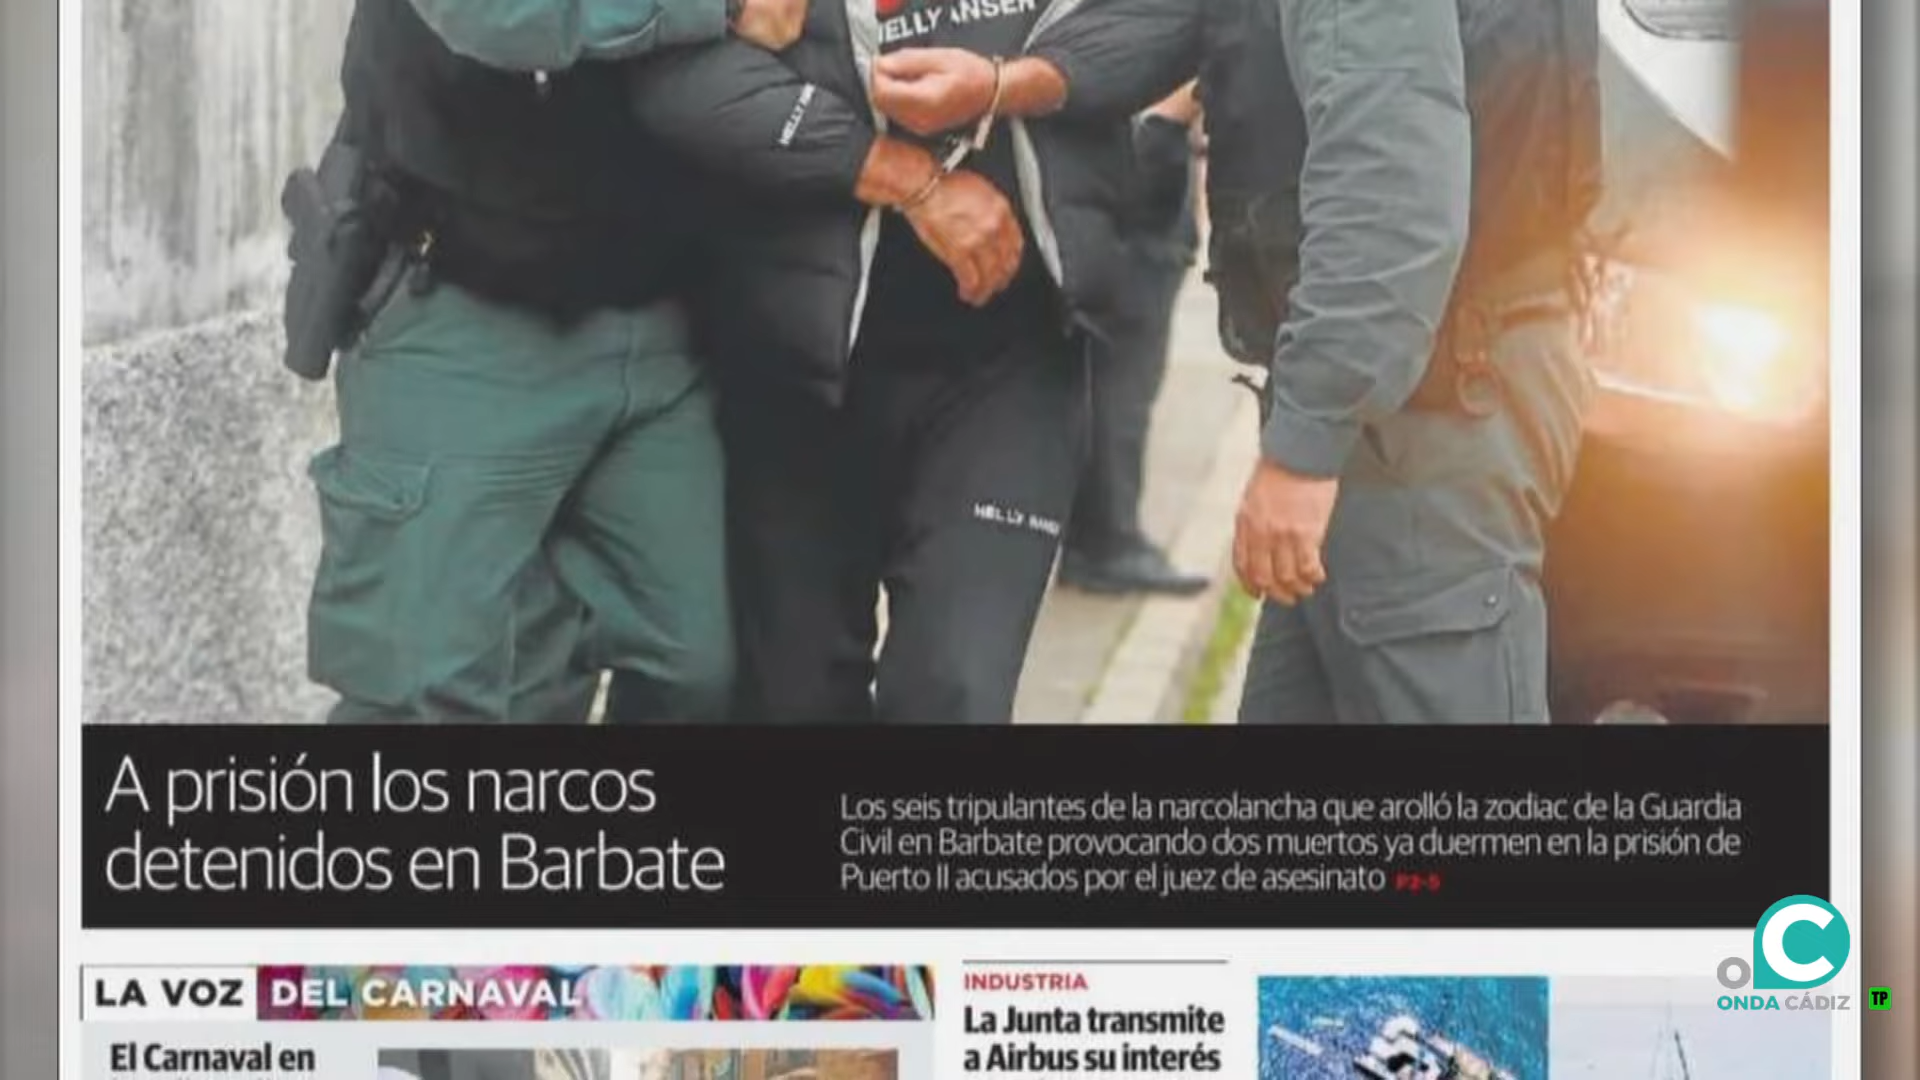 HELLY
HELLY
A prisión los narcos
detenidos en Barbate
Los seis tripulantes de la narcolancha que arolló la zodiac de la Guardia
Civil en Barbate provocando dos muertos ya duermen en la prisión de
Puerto II acusados por el juez de asesinato P2-5
LA VOZ DEL CARNAVAL
El Carnaval en
INDUSTRIA
La Junta transmite
a Airbus su interés
ONDA CÁDIZ
TP